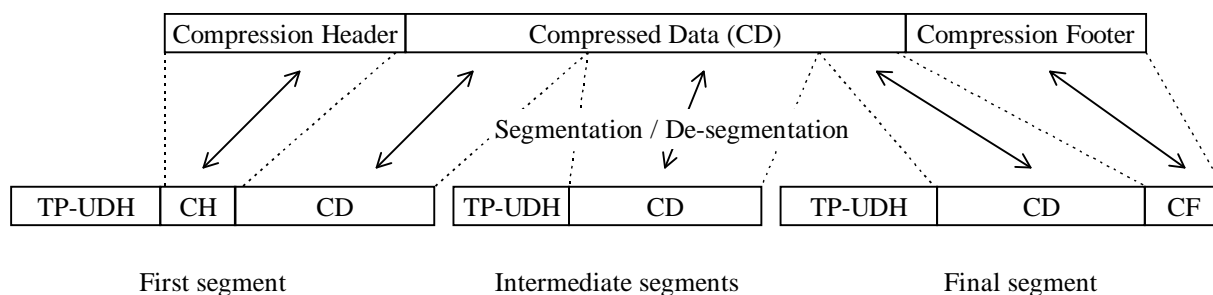 Compression Header Compressed Data (CD) Compression Footer
Segmentation / De-segmentation
TP-UDH CH CD TP-UDH CD TP-UDH CD CF
First segment Intermediate segments Final segment